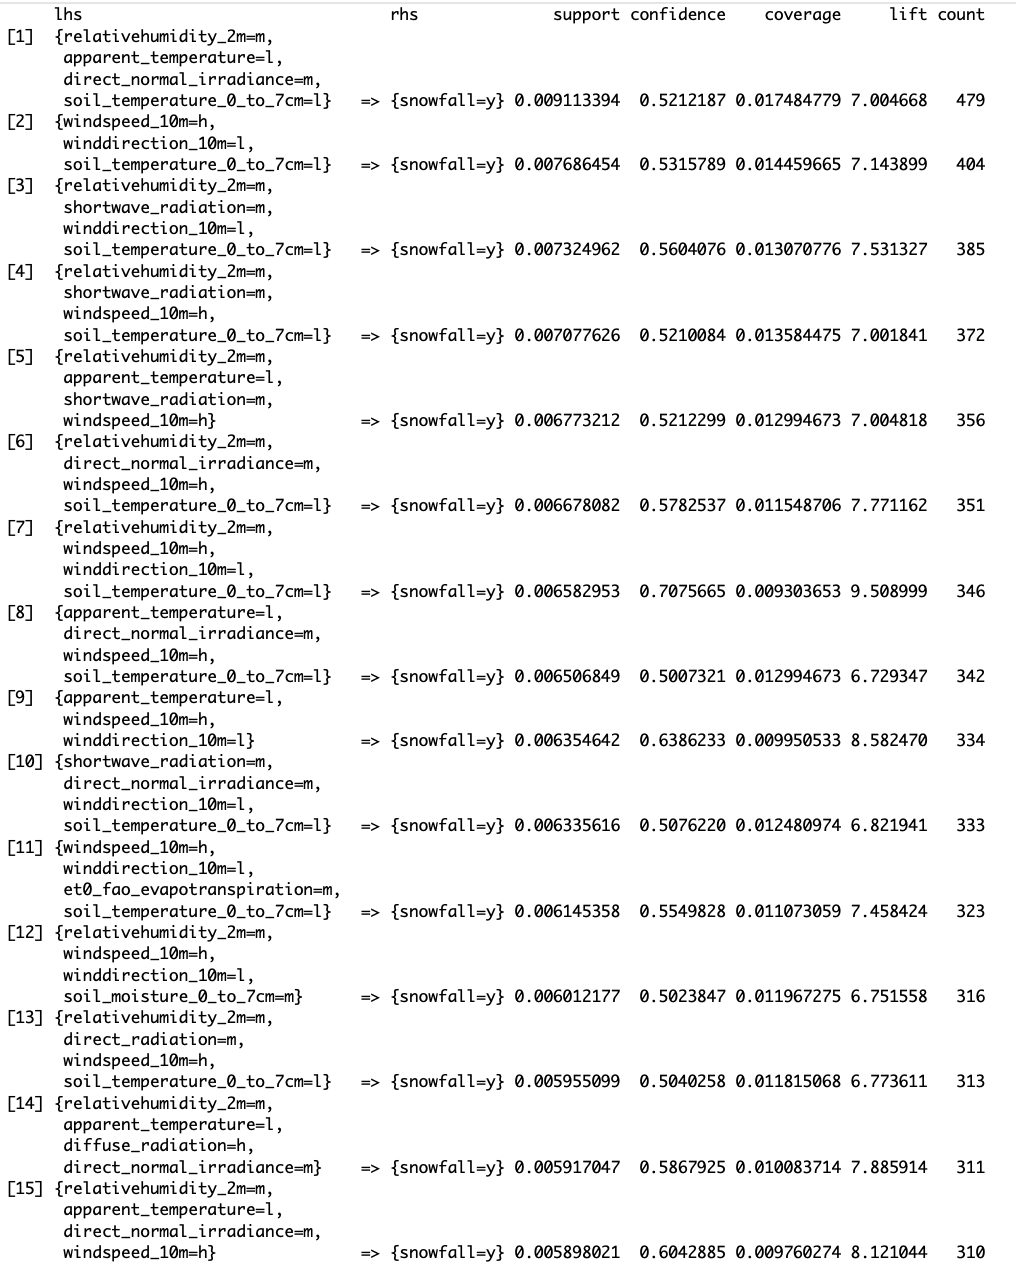 lhs rhs support confidence coverage lift count
[1] {relativehumidity_2m=m,
apparent_temperature=l,
direct_normal_irradiance=m,
soil_temperature_0_to_7cm=l} => {snowfall=y} 0.009113394 0.5212187 0.017484779 7.004668 479
[2] {windspeed_10m=h,
winddirection_10m=l,
soil_temperature_0_to_7cm=l} => {snowfall=y} 0.007686454 0.5315789 0.014459665 7.143899 404
[3] {relativehumidity_2m=m,
shortwave_radiation=m,
winddirection_10m=l,
soil_temperature_0_to_7cm=l} => {snowfall=y} 0.007324962 0.5604076 0.013070776 7.531327 385
[4] {relativehumidity_2m=m,
shortwave_radiation=m,
windspeed_10m=h,
soil_temperature_0_to_7cm=l} => {snowfall=y} 0.007077626 0.5210084 0.013584475 7.001841 372
[5] {relativehumidity_2m=m,
apparent_temperature=l,
shortwave_radiation=m,
windspeed_10m=h} => {snowfall=y} 0.006773212 0.5212299 0.012994673 7.004818 356
[6] {relativehumidity_2m=m,
direct_normal_irradiance=m,
windspeed_10m=h,
soil_temperature_0_to_7cm=l} => {snowfall=y} 0.006678082 0.5782537 0.011548706 7.771162 351
[7] {relativehumidity_2m=m,
windspeed_10m=h,
winddirection_10m=l,
soil_temperature_0_to_7cm=l} => {snowfall=y} 0.006582953 0.7075665 0.009303653 9.508999 346
[8] {apparent_temperature=l,
direct_normal_irradiance=m,
windspeed_10m=h,
soil_temperature_0_to_7cm=l} => {snowfall=y} 0.006506849 0.5007321 0.012994673 6.729347 342
[9] {apparent_temperature=l,
windspeed_10m=h,
winddirection_10m=l} => {snowfall=y} 0.006354642 0.6386233 0.009950533 8.582470 334
[10] {shortwave_radiation=m,
direct_normal_irradiance=m,
winddirection_10m=l,
soil_temperature_0_to_7cm=l} => {snowfall=y} 0.006335616 0.5076220 0.012480974 6.821941 333
[11] {windspeed_10m=h,
winddirection_10m=l,
et0_fao_evapotranspiration=m,
soil_temperature_0_to_7cm=l} => {snowfall=y} 0.006145358 0.5549828 0.011073059 7.458424 323
[12] {relativehumidity_2m=m,
windspeed_10m=h,
winddirection_10m=l,
soil_moisture_0_to_7cm=m} => {snowfall=y} 0.006012177 0.5023847 0.011967275 6.751558 316
[13] {relativehumidity_2m=m,
direct_radiation=m,
windspeed_10m=h,
soil_temperature_0_to_7cm=l} => {snowfall=y} 0.005955099 0.5040258 0.011815068 6.773611 313
[14] {relativehumidity_2m=m,
apparent_temperature=l,
diffuse_radiation=h,
direct_normal_irradiance=m} => {snowfall=y} 0.005917047 0.5867925 0.010083714 7.885914 311
[15] {relativehumidity_2m=m,
apparent_temperature=l,
direct_normal_irradiance=m,
windspeed_10m=h} => {snowfall=y} 0.005898021 0.6042885 0.009760274 8.121044 310